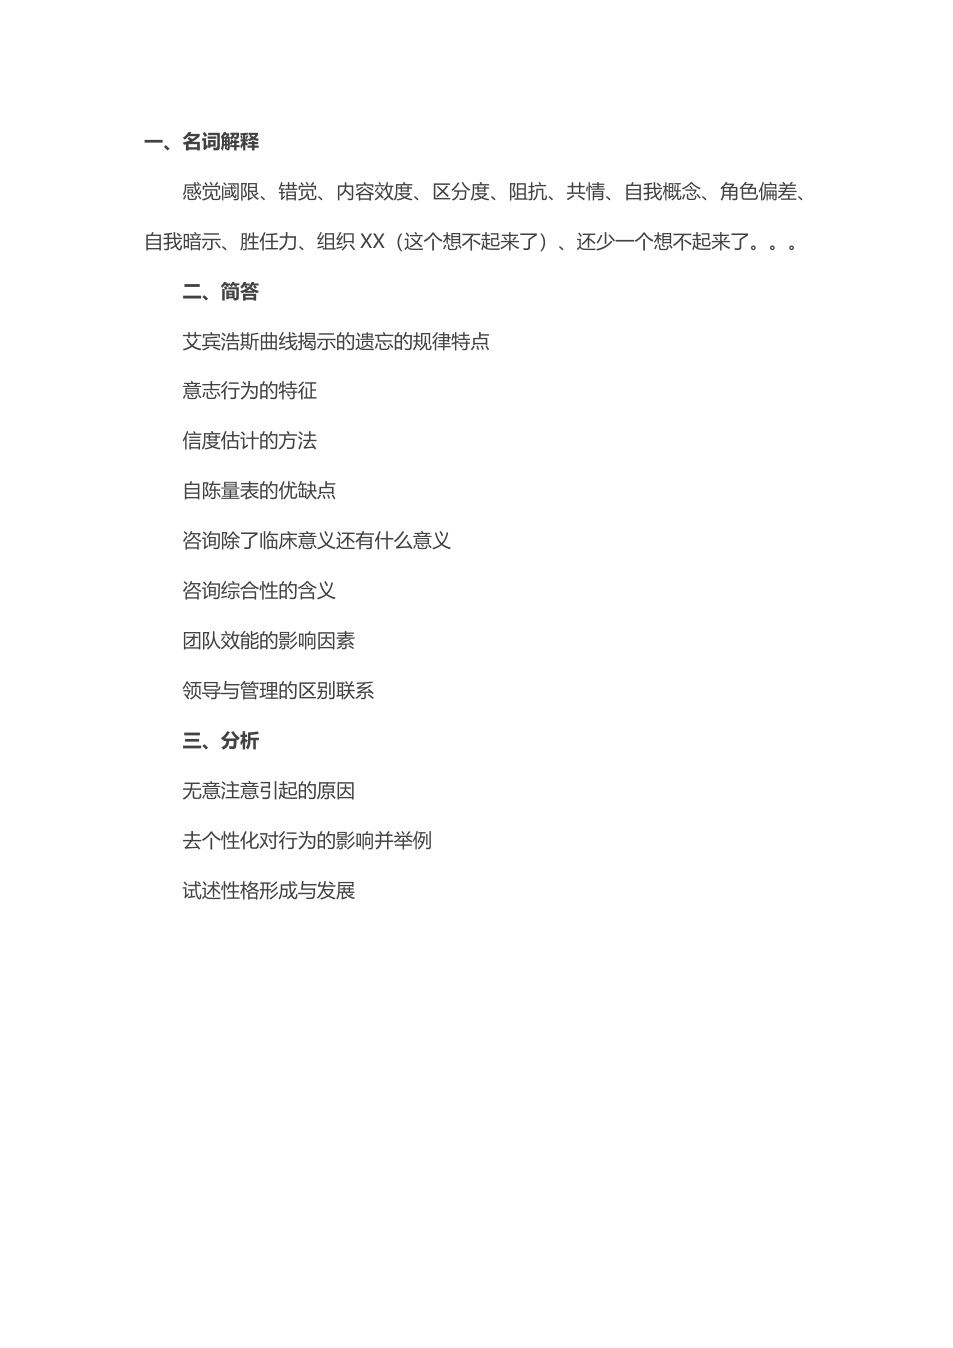 一、名词解释
感觉阈限、错觉、内容效度、区分度、阻抗、共情、自我概念、角色偏差、
自我暗示、胜任力、组织 XX（这个想不起来了）、还少一个想不起来了。。。
二、简答
艾宾浩斯曲线揭示的遗忘的规律特点
意志行为的特征
信度估计的方法
自陈量表的优缺点
咨询除了临床意义还有什么意义
咨询综合性的含义
团队效能的影响因素
领导与管理的区别联系
三、分析
无意注意引起的原因
去个性化对行为的影响并举例
试述性格形成与发展